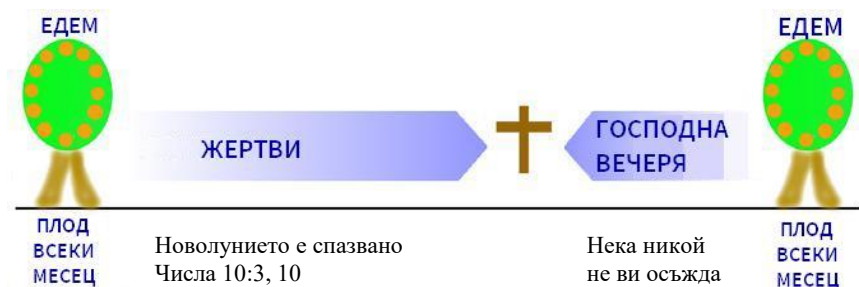 ЕДЕМ
ЕДЕМ
ЖЕРТВИ
ГОСПОДНА
ВЕЧЕРЯ
ПЛОД
ВСЕКИ
МЕСЕЦ
Новолунието е спазвано
Числа 10:3, 10
Нека никой
не ви осъжда
ПЛОД
ВСЕКИ
МЕСЕЦ